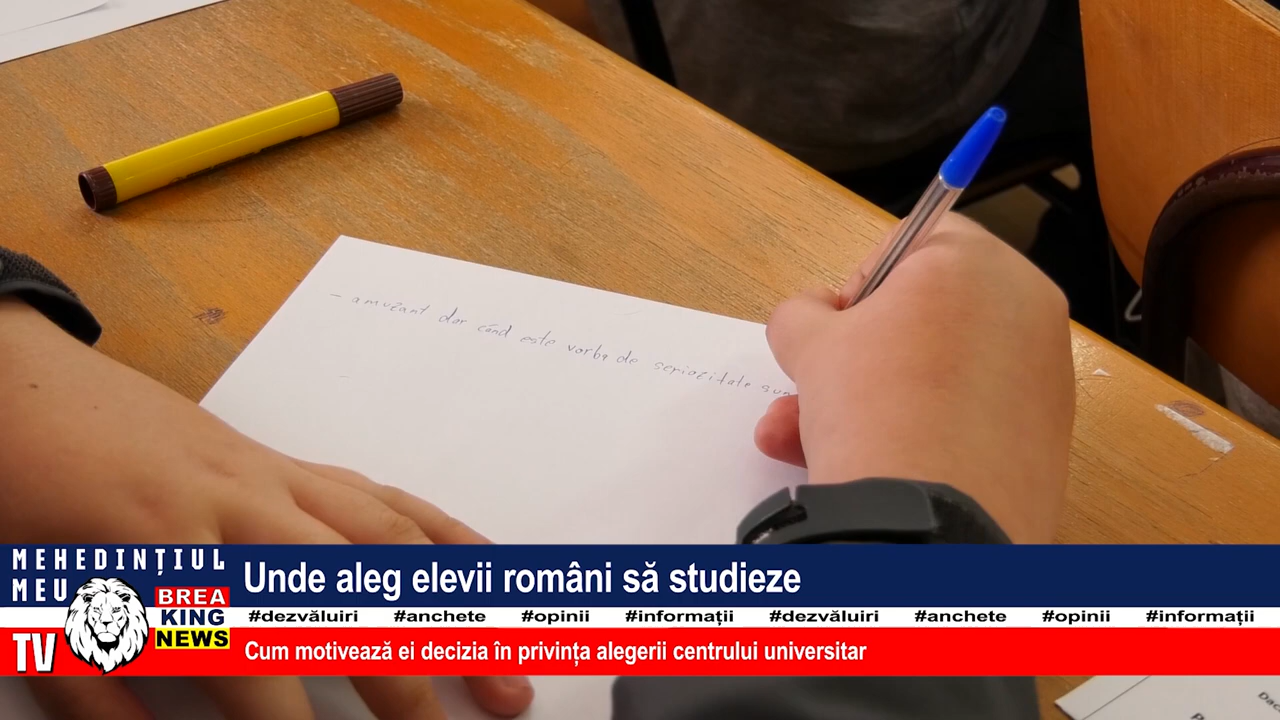 - amuzant dar când este vorba de seriozitate
MEHEDINȚIUL
MEU
TV
BREA
KING
NEWS
Unde aleg elevii români să studieze
#dezvăluiri #anchete #opinii #informații #dezvăluiri #anchete #opinii #informații
Cum motivează ei decizia în privința alegerii centrului universitar